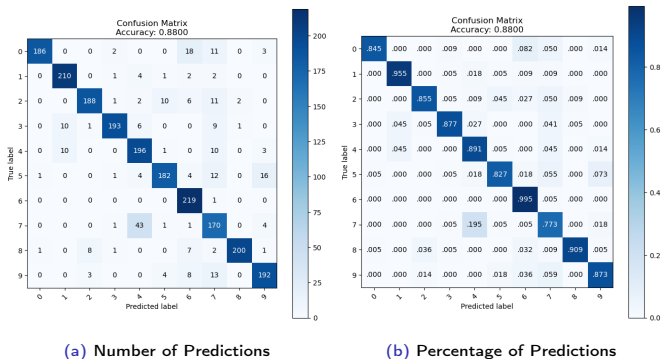 Confusion Matrix
Accuracy: 0.8800
0 186 0 0 2 0 0 18 11 0 3
1 0 210 0 1 4 1 2 2 0 0
2 0 0 188 1 2 10 6 11 2 0
3 0 10 1 193 6 0 0 9 1 0
4 0 10 0 0 196 1 0 10 0 3
5 1 0 0 1 4 182 4 12 0 16
6 0 0 0 0 0 0 219 1 0 0
7 0 0 0 1 43 1 1 170 0 4
8 1 0 8 1 0 0 7 2 200 1
9 0 0 3 0 0 4 8 13 0 192
0 1 2 3 4 5 6 7 8 9
True label
Predicted label
200
175
150
125
100
75
50
25
0
(a) Number of Predictions
Confusion Matrix
Accuracy: 0.8800
0 .845 .000 .000 .009 .000 .000 .082 .050 .000 .014
1 .000 .955 .000 .005 .018 .005 .009 .009 .000 .000
2 .000 .000 .855 .005 .009 .045 .027 .050 .009 .000
3 .000 .045 .005 .877 .027 .000 .000 .041 .005 .000
4 .000 .045 .000 .000 .891 .005 .000 .045 .000 .014
5 .005 .000 .000 .005 .018 .827 .018 .055 .000 .073
6 .000 .000 .000 .000 .000 .000 .995 .005 .000 .000
7 .000 .000 .000 .005 .195 .005 .005 .773 .000 .018
8 .005 .000 .036 .005 .000 .000 .032 .009 .909 .005
9 .000 .000 .014 .000 .000 .018 .036 .059 .000 .873
0 1 2 3 4 5 6 7 8 9
True label
Predicted label
0.8
0.6
0.4
0.2
0.0
(b) Percentage of Predictions